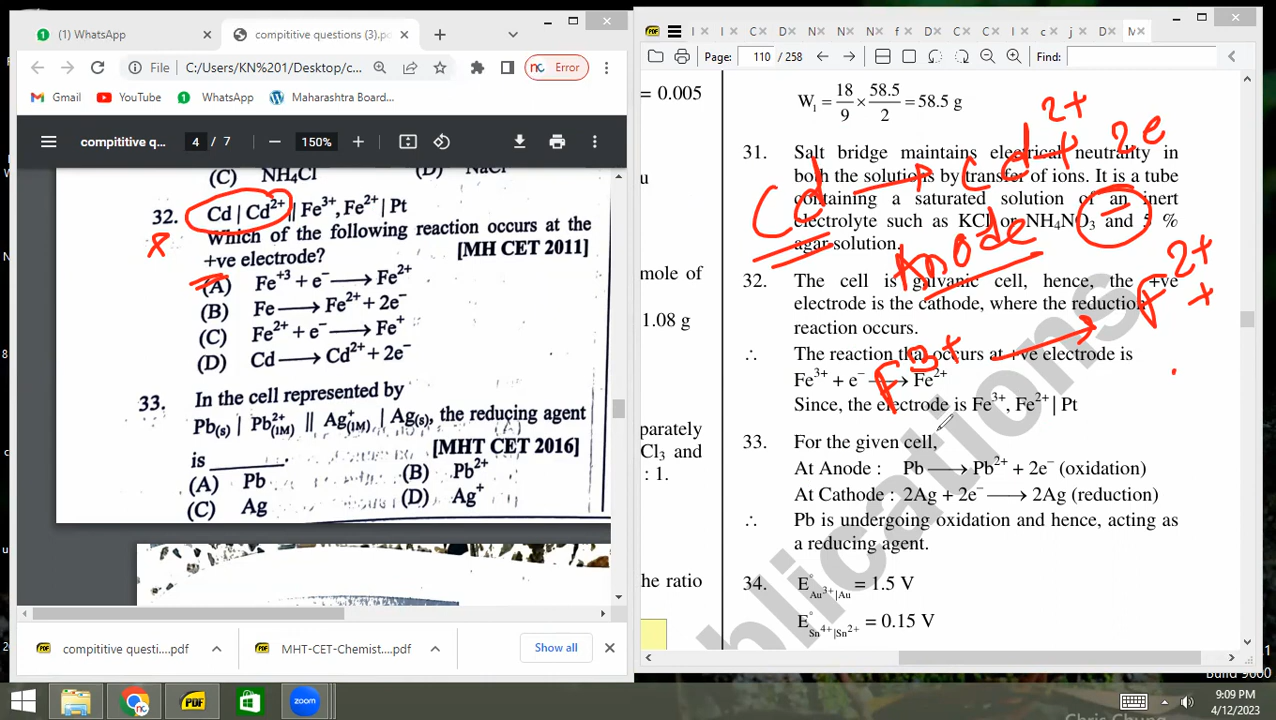 (1) WhatsApp
compititive questions (3).pdf
File
C:/Users/KN%201/Desktop/c...
nc Error
Gmail
YouTube
WhatsApp
Maharashtra Board...
compititive q...
4 / 7
150%
(C) NH₄Cl (D) NaCl
32. Cd | Cd²⁺ || Fe³⁺, Fe²⁺ | Pt
Which of the following reaction occurs at the
+ve electrode? [MH CET 2011]
(A) Fe⁺³ + e⁻ ⟶ Fe²⁺
(B) Fe ⟶ Fe²⁺ + 2e⁻
(C) Fe²⁺ + e⁻ ⟶ Fe⁺
(D) Cd ⟶ Cd²⁺ + 2e⁻
33. In the cell represented by
Pb(s) | Pb²⁺(1M) || Ag⁺(1M) | Ag(s), the reducing agent
[MHT CET 2016]
is ________.
(A) Pb (B) Pb²⁺
(C) Ag (D) Ag⁺
compititive questi....pdf
MHT-CET-Chemist....pdf
Show all
Page: 110 / 258
Find:
= 0.005
mole of
1.08 g
parately
Cl₃ and
: 1.
he ratio
W₁ = 18/9 × 58.5/2 = 58.5 g
31. Salt bridge maintains electrical neutrality in
both the solutions by transfer of ions. It is a tube
containing a saturated solution of an inert
electrolyte such as KCl or NH₄NO₃ and 5 %
agar solution.
Cd → Cd²⁺ + 2e
Anode −
32. The cell is galvanic cell, hence, the +ve
electrode is the cathode, where the reduction
reaction occurs.
∴ The reaction that occurs at +ve electrode is
Fe³⁺ + e⁻ ⟶ Fe²⁺
Since, the electrode is Fe³⁺, Fe²⁺ | Pt
F³⁺ → F²⁺ +
33. For the given cell,
At Anode : Pb ⟶ Pb²⁺ + 2e⁻ (oxidation)
At Cathode : 2Ag + 2e⁻ ⟶ 2Ag (reduction)
∴ Pb is undergoing oxidation and hence, acting as
a reducing agent.
34. E°Au³⁺|Au = 1.5 V
E°Sn⁴⁺|Sn²⁺ = 0.15 V
blications
PDF
zoom
9:09 PM
4/12/2023